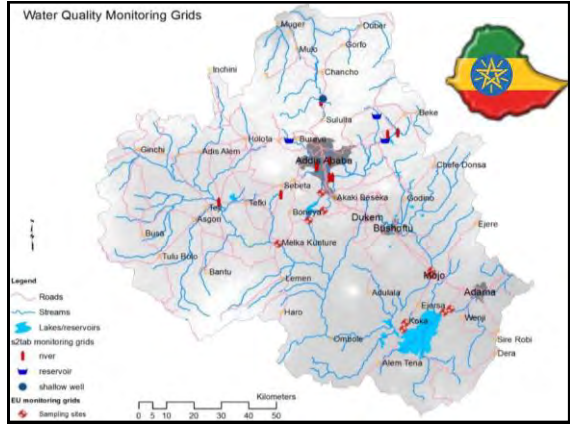 Water Quality Monitoring Grids
Muger
Duber
Mulo
Gorfo
Inchini
Chancho
Sululta
Beke
Holota
Burayu
Ginchi
Adis Alem
Addis Ababa
Chefe Donsa
Sebeta
Akaki Beseka
Godino
Teji
Tefki
Boneya
Dukem
Asgori
Bushoftu
Ejere
Busa
Melka Kunture
Tulu Bolo
Mojo
Bantu
Lemen
Adulala
Adama
Ejersa
Haro
Koka
Wenji
Ombole
Sire Robi
Dera
Alem Tena
Legend
Roads
Streams
Lakes/reservoirs
s2tab monitoring grids
river
reservoir
shallow well
EU monitoring grids
Sampling sites
Kilometers
0 5 10 20 30 40 50